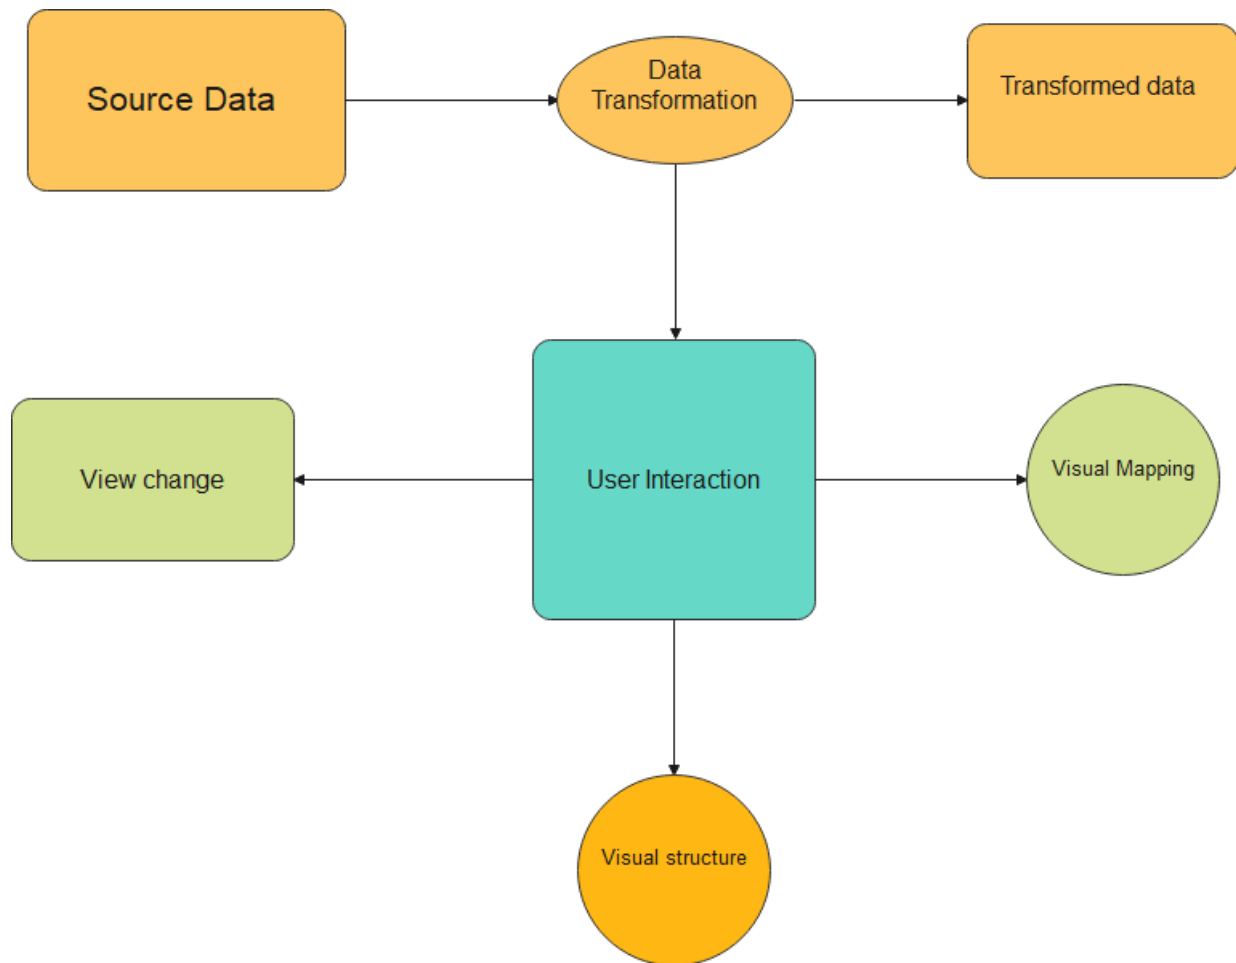 Source Data
Data
Transformation
Transformed data
View change
User Interaction
Visual Mapping
Visual structure